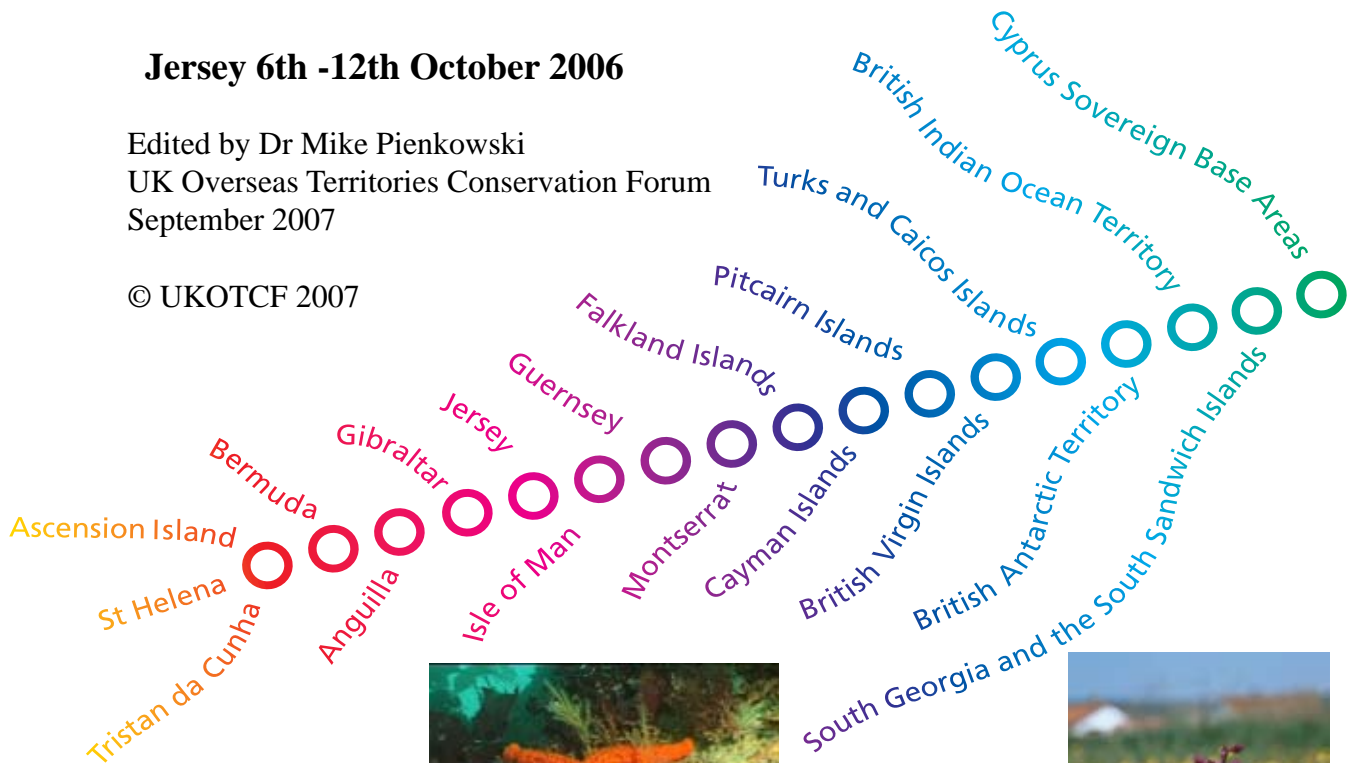 Jersey 6th -12th October 2006
Edited by Dr Mike Pienkowski
UK Overseas Territories Conservation Forum
September 2007
© UKOTCF 2007
Ascension Island
St Helena
Tristan da Cunha
Bermuda
Anguilla
Gibraltar
Jersey
Isle of Man
Guernsey
Montserrat
Falkland Islands
Cayman Islands
Pitcairn Islands
British Virgin Islands
Turks and Caicos Islands
British Antarctic Territory
British Indian Ocean Territory
South Georgia and the South Sandwich Islands
Cyprus Sovereign Base Areas